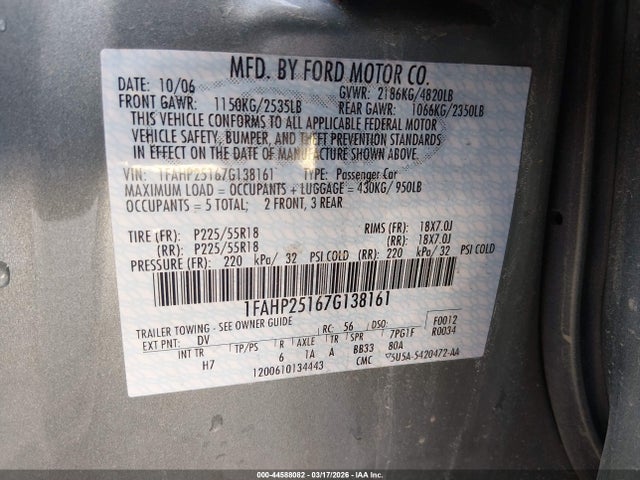 MFD. BY FORD MOTOR CO.
DATE: 10/06 GVWR: 2186KG/4820LB
FRONT GAWR: 1150KG/2535LB REAR GAWR: 1066KG/2350LB
THIS VEHICLE CONFORMS TO ALL APPLICABLE FEDERAL MOTOR
VEHICLE SAFETY, BUMPER, AND THEFT PREVENTION STANDARDS
IN EFFECT ON THE DATE OF MANUFACTURE SHOWN ABOVE.
VIN: 1FAHP25167G138161 TYPE: Passenger Car
MAXIMUM LOAD = OCCUPANTS + LUGGAGE = 430KG/950LB
OCCUPANTS = 5 TOTAL; 2 FRONT, 3 REAR
TIRE (FR): P225/55R18 RIMS (FR): 18X7.0J
(RR): P225/55R18 (RR): 18X7.0J
PRESSURE (FR): 220 kPa/ 32 PSI COLD (RR): 220 kPa/ 32 PSI COLD
1FAHP25167G138161
TRAILER TOWING - SEE OWNER GUIDE
EXT PNT: DV RC: 56 DSO: F0012
INT TR TP/PS R AXLE TR SPR 7PG1F R0034
H7 6 1A A BB33 80A
1200610134443 CMC 5U5A-5420472-AA
000-44588082 - 03/17/2026 - IAAI.COM